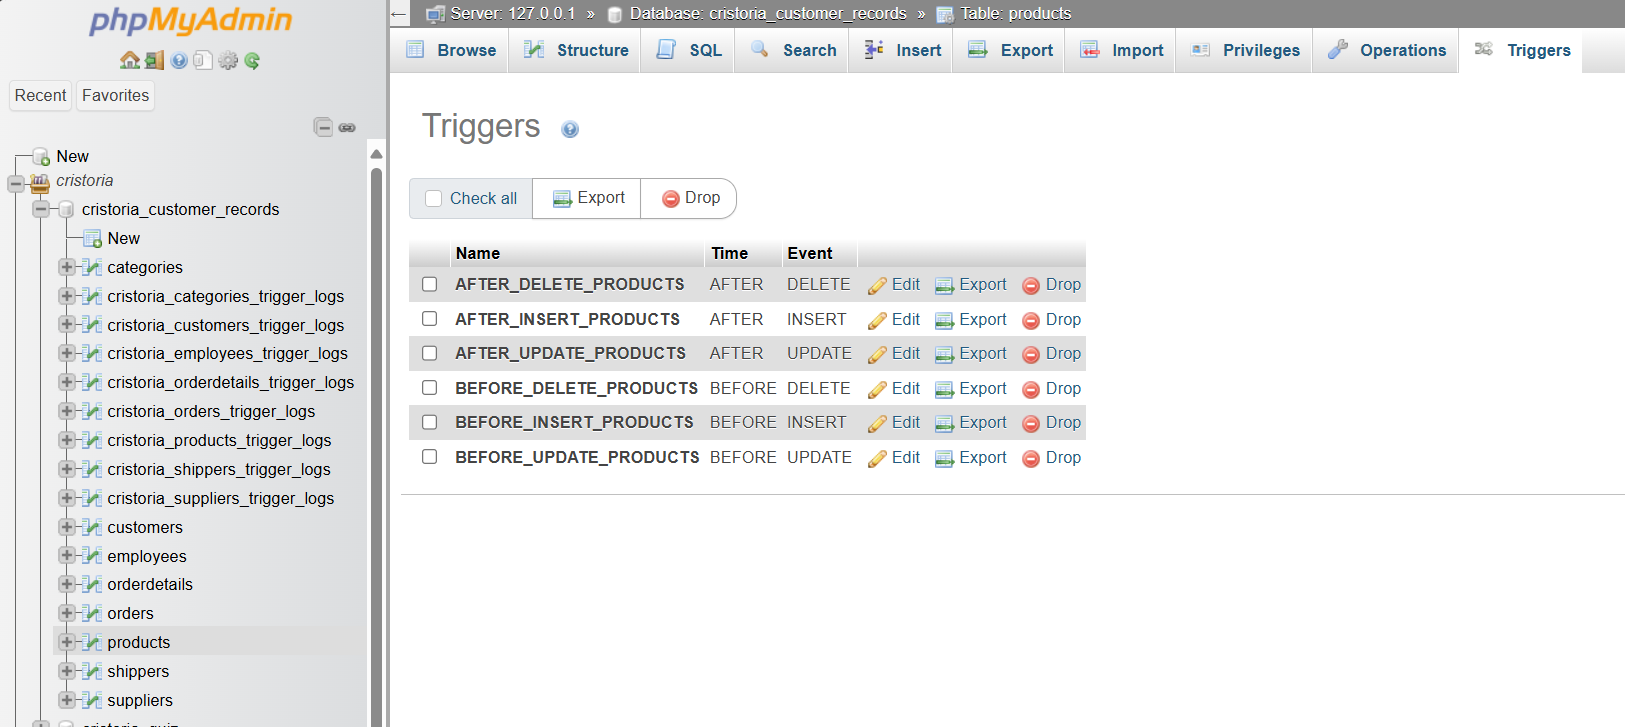 phpMyAdmin
Recent Favorites
New
cristoria
cristoria_customer_records
New
categories
cristoria_categories_trigger_logs
cristoria_customers_trigger_logs
cristoria_employees_trigger_logs
cristoria_orderdetails_trigger_logs
cristoria_orders_trigger_logs
cristoria_products_trigger_logs
cristoria_shippers_trigger_logs
cristoria_suppliers_trigger_logs
customers
employees
orderdetails
orders
products
shippers
suppliers
Server: 127.0.0.1 » Database: cristoria_customer_records » Table: products
Browse Structure SQL Search Insert Export Import Privileges Operations Triggers
Triggers
Check all Export Drop
Name Time Event
AFTER_DELETE_PRODUCTS AFTER DELETE Edit Export Drop
AFTER_INSERT_PRODUCTS AFTER INSERT Edit Export Drop
AFTER_UPDATE_PRODUCTS AFTER UPDATE Edit Export Drop
BEFORE_DELETE_PRODUCTS BEFORE DELETE Edit Export Drop
BEFORE_INSERT_PRODUCTS BEFORE INSERT Edit Export Drop
BEFORE_UPDATE_PRODUCTS BEFORE UPDATE Edit Export Drop